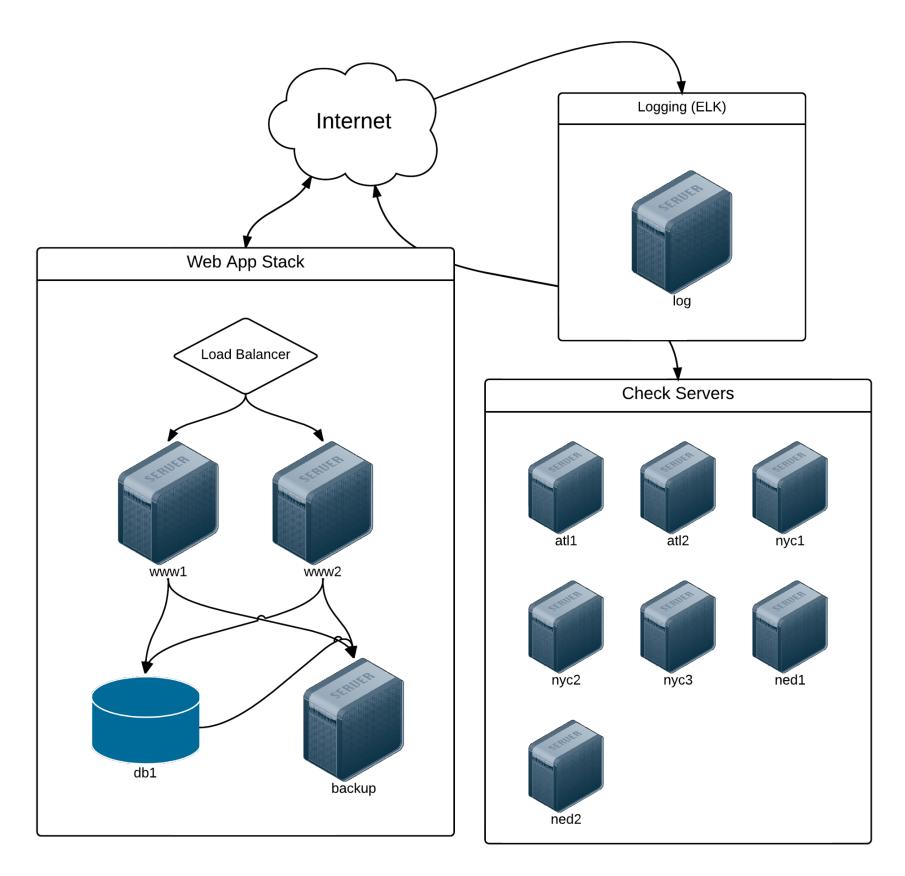 Internet
Logging (ELK)
SERVER
log
Web App Stack
Load Balancer
SERVER
SERVER
www1
www2
SERVER
db1
backup
Check Servers
SERVER
SERVER
SERVER
atl1
atl2
nyc1
SERVER
SERVER
SERVER
nyc2
nyc3
ned1
SERVER
ned2